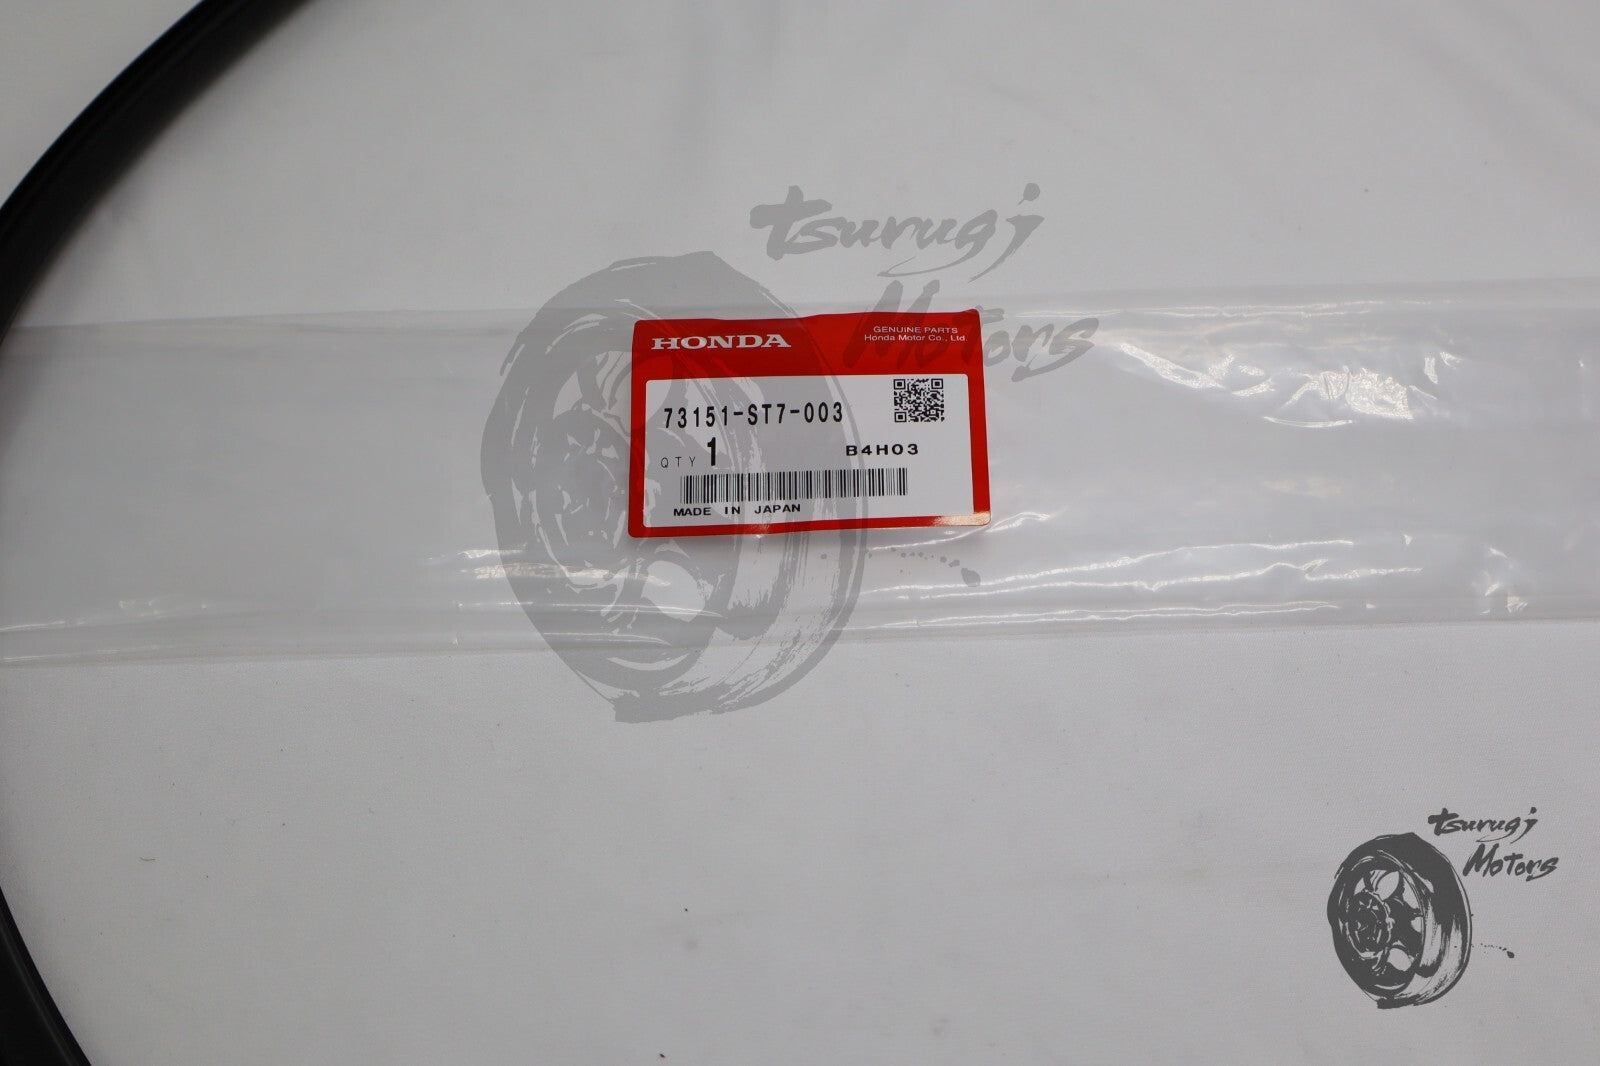 tsurugi
Motors
HONDA
GENUINE PARTS
Honda Motor Co., Ltd.
73151-ST7-003
QTY 1
B4H03
MADE IN JAPAN
tsurugi
Motors